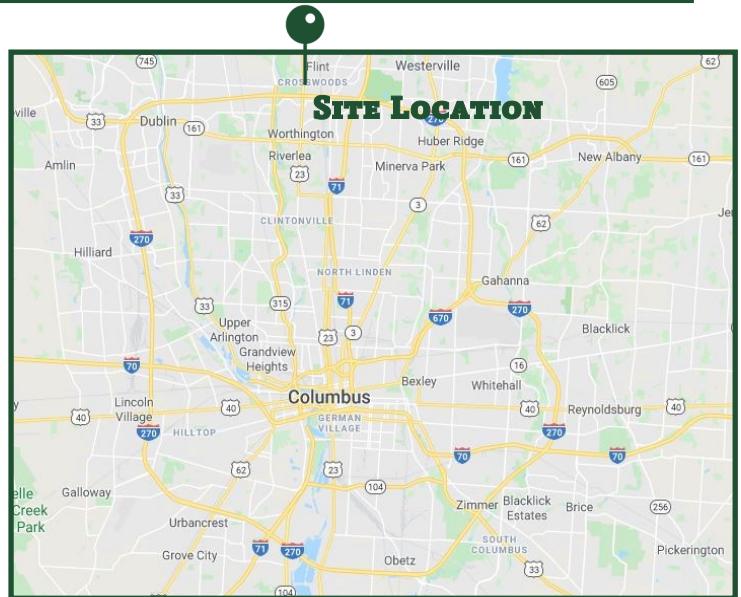 745
62
Flint
Westerville
CROSSWOODS
605
SITE LOCATION
ville
33
Dublin
161
270
Worthington
Huber Ridge
Riverlea
161
New Albany
161
Amlin
23
Minerva Park
71
33
3
CLINTONVILLE
62
270
Hilliard
NORTH LINDEN
Gahanna
33
315
71
670
270
Upper
Arlington
23
3
Blacklick
Grandview
Heights
70
16
Bexley
Whitehall
Columbus
Lincoln
Village
40
40
40
Reynoldsburg
40
GERMAN
VILLAGE
270
HILLTOP
270
70
70
62
23
104
elle
Creek
Park
Galloway
Zimmer
Blacklick
Estates
Brice
256
Urbancrest
SOUTH
COLUMBUS
Grove City
71
270
Obetz
33
Pickerington
104